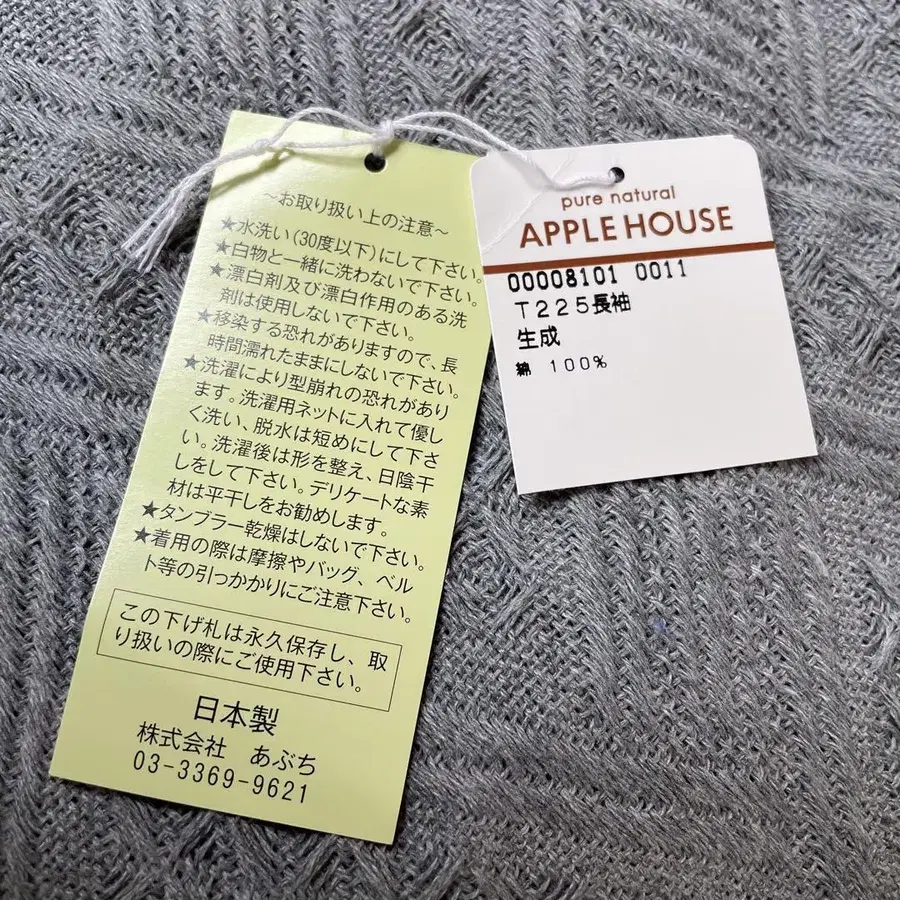 ～お取り扱い上の注意～
★水洗い(30度以下)にして下さい。
★白物と一緒に洗わないで下さい。
★漂白剤及び漂白作用のある洗
剤は使用しないで下さい。
★移染する恐れがありますので、長
時間濡れたままにしないで下さい。
★洗濯により型崩れの恐れがあり
ます。洗濯用ネットに入れて優し
く洗い、脱水は短めにして下さ
い。洗濯後は形を整え、日陰干
しをして下さい。デリケートな素
材は平干しをお勧めします。
★タンブラー乾燥はしないで下さい。
★着用の際は摩擦やバッグ、ベル
ト等の引っかかりにご注意下さい。
この下げ札は永久保存し、取
り扱いの際にご使用下さい。
日本製
株式会社 あぶち
03-3369-9621
pure natural
APPLE HOUSE
00008101 0011
T225長袖
生成
綿 100%